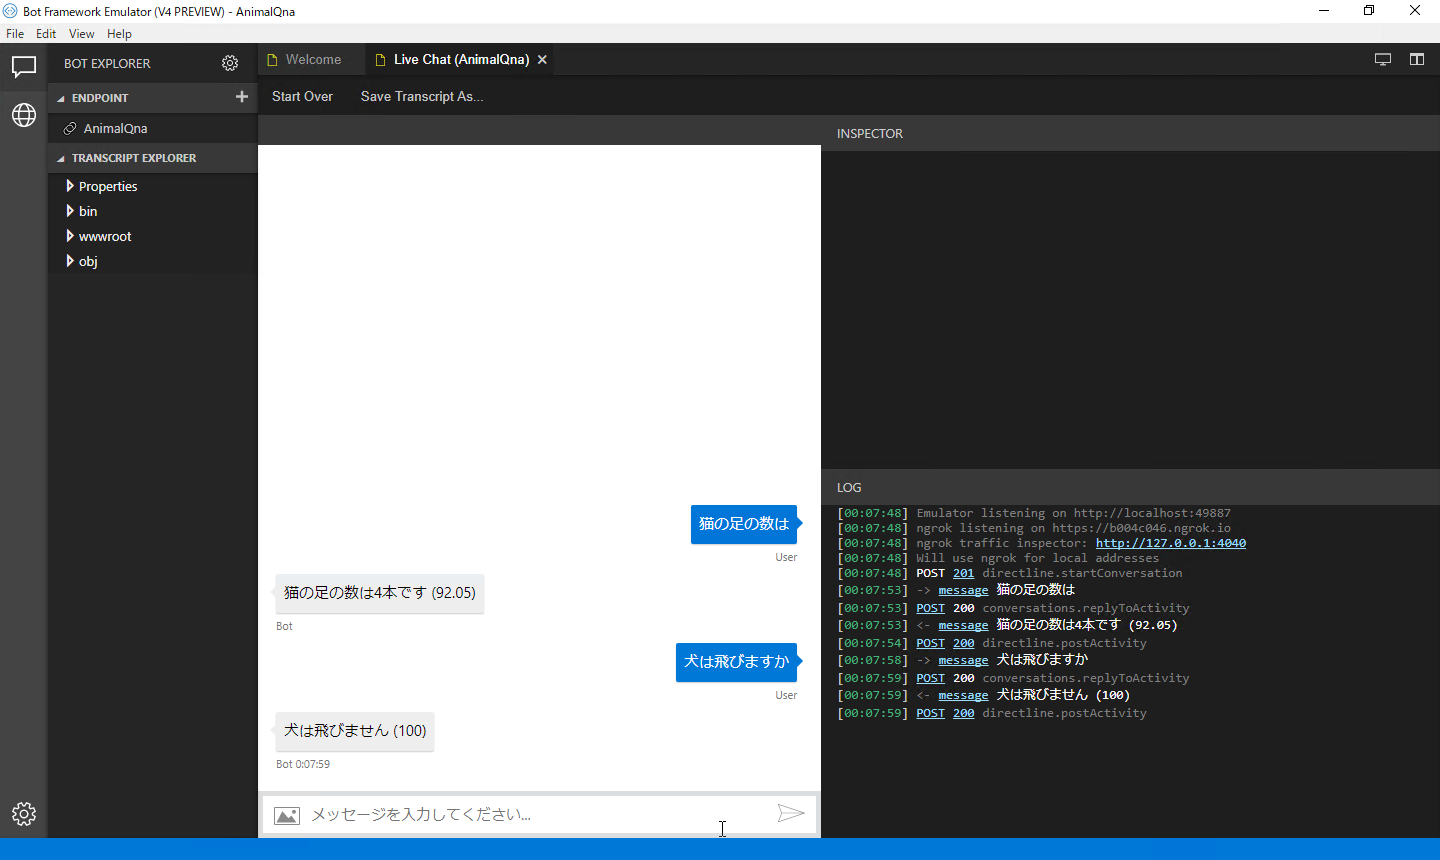 Bot Framework Emulator (V4 PREVIEW) - AnimalQna
File Edit View Help
BOT EXPLORER
ENDPOINT
AnimalQna
TRANSCRIPT EXPLORER
Properties
bin
wwwroot
obj
Welcome
Live Chat (AnimalQna)
Start Over Save Transcript As...
猫の足の数は
User
猫の足の数は4本です (92.05)
Bot
犬は飛びますか
User
犬は飛びません (100)
Bot 0:07:59
メッセージを入力してください...
INSPECTOR
LOG
[00:07:48] Emulator listening on http://localhost:49887
[00:07:48] ngrok listening on https://b004c046.ngrok.io
[00:07:48] ngrok traffic inspector: http://127.0.0.1:4040
[00:07:48] Will use ngrok for local addresses
[00:07:48] POST 201 directline.startConversation
[00:07:53] -> message 猫の足の数は
[00:07:53] POST 200 conversations.replyToActivity
[00:07:53] <- message 猫の足の数は4本です (92.05)
[00:07:54] POST 200 directline.postActivity
[00:07:58] -> message 犬は飛びますか
[00:07:59] POST 200 conversations.replyToActivity
[00:07:59] <- message 犬は飛びません (100)
[00:07:59] POST 200 directline.postActivity